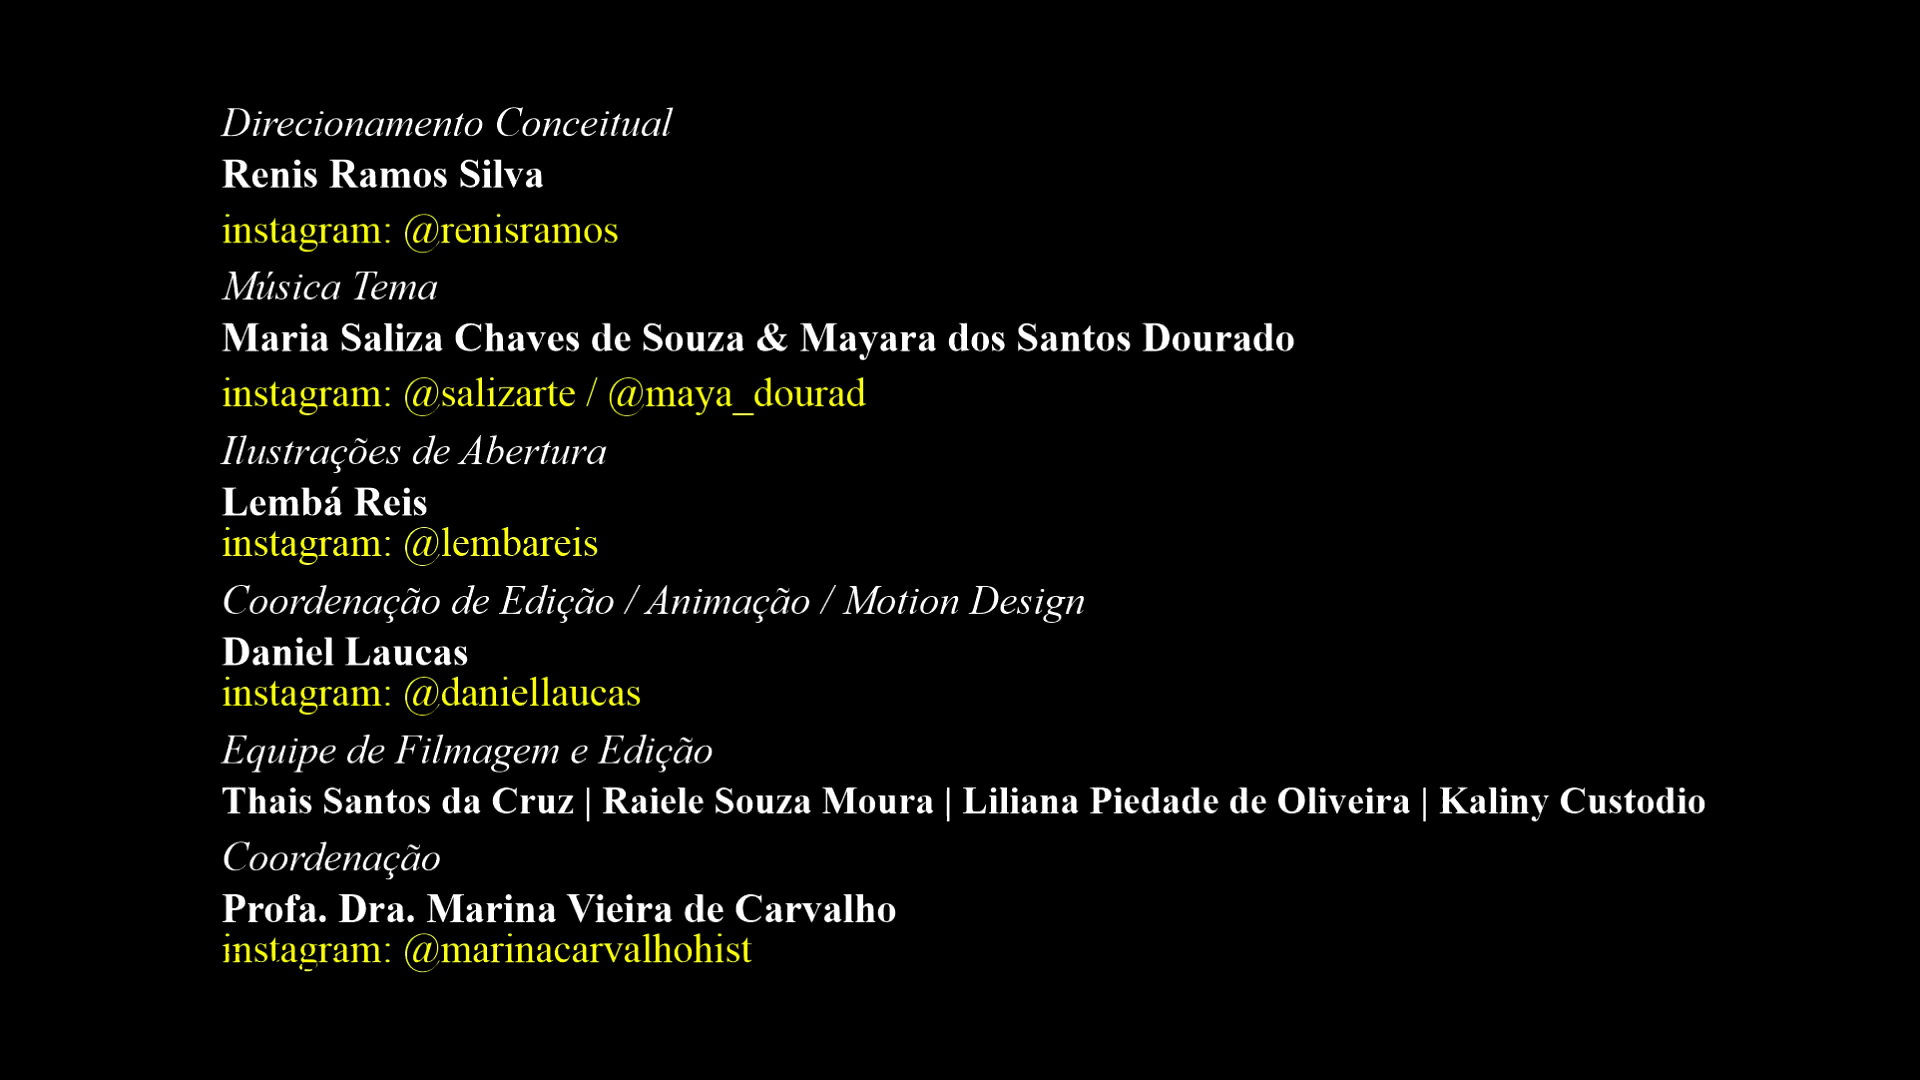 Direcionamento Conceitual
Renis Ramos Silva
instagram: @renisramos
Música Tema
Maria Saliza Chaves de Souza & Mayara dos Santos Dourado
instagram: @salizarte / @maya_dourad
Ilustrações de Abertura
Lembá Reis
instagram: @lembareis
Coordenação de Edição / Animação / Motion Design
Daniel Laucas
instagram: @daniellaucas
Equipe de Filmagem e Edição
Thais Santos da Cruz | Raiele Souza Moura | Liliana Piedade de Oliveira | Kaliny Custodio
Coordenação
Profa. Dra. Marina Vieira de Carvalho
instagram: @marinacarvalhohist